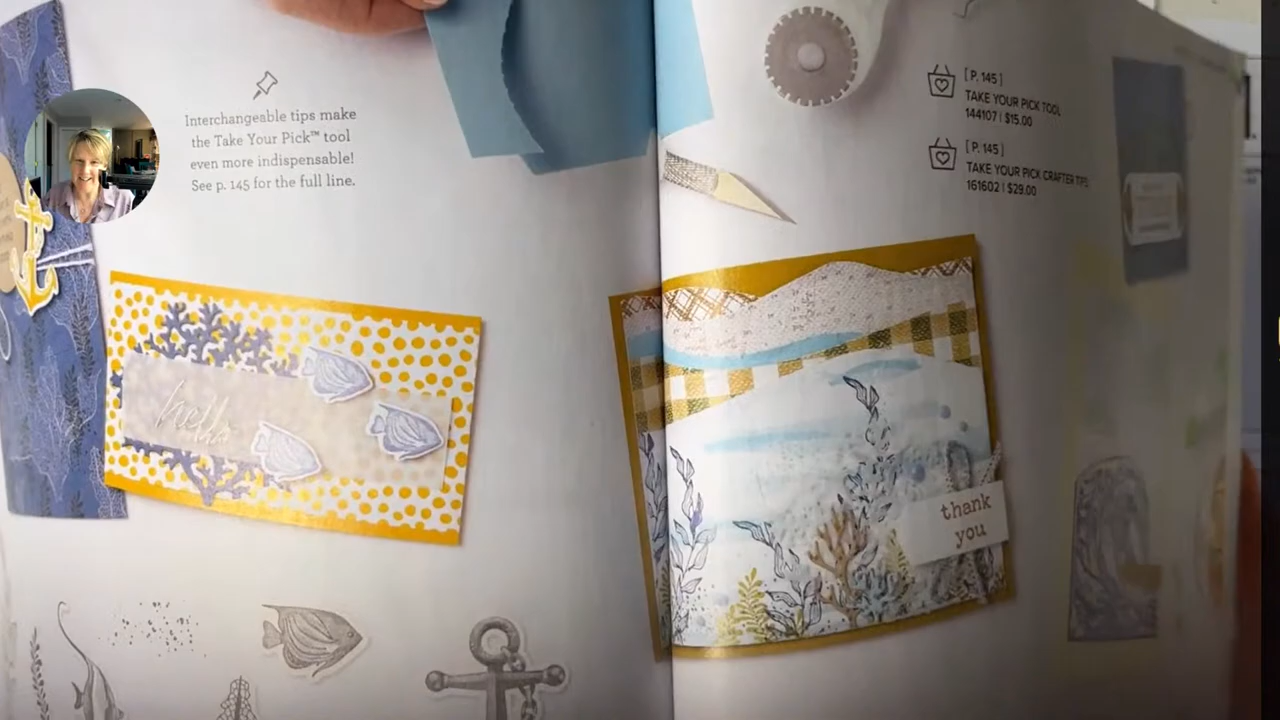 Interchangeable tips make
the Take Your Pick™ tool
even more indispensable!
See p. 145 for the full line.
[ P. 145 ]
TAKE YOUR PICK TOOL
144107 | $15.00
[ P. 145 ]
TAKE YOUR PICK CRAFTER TIPS
161602 | $29.00
hello
thank
you